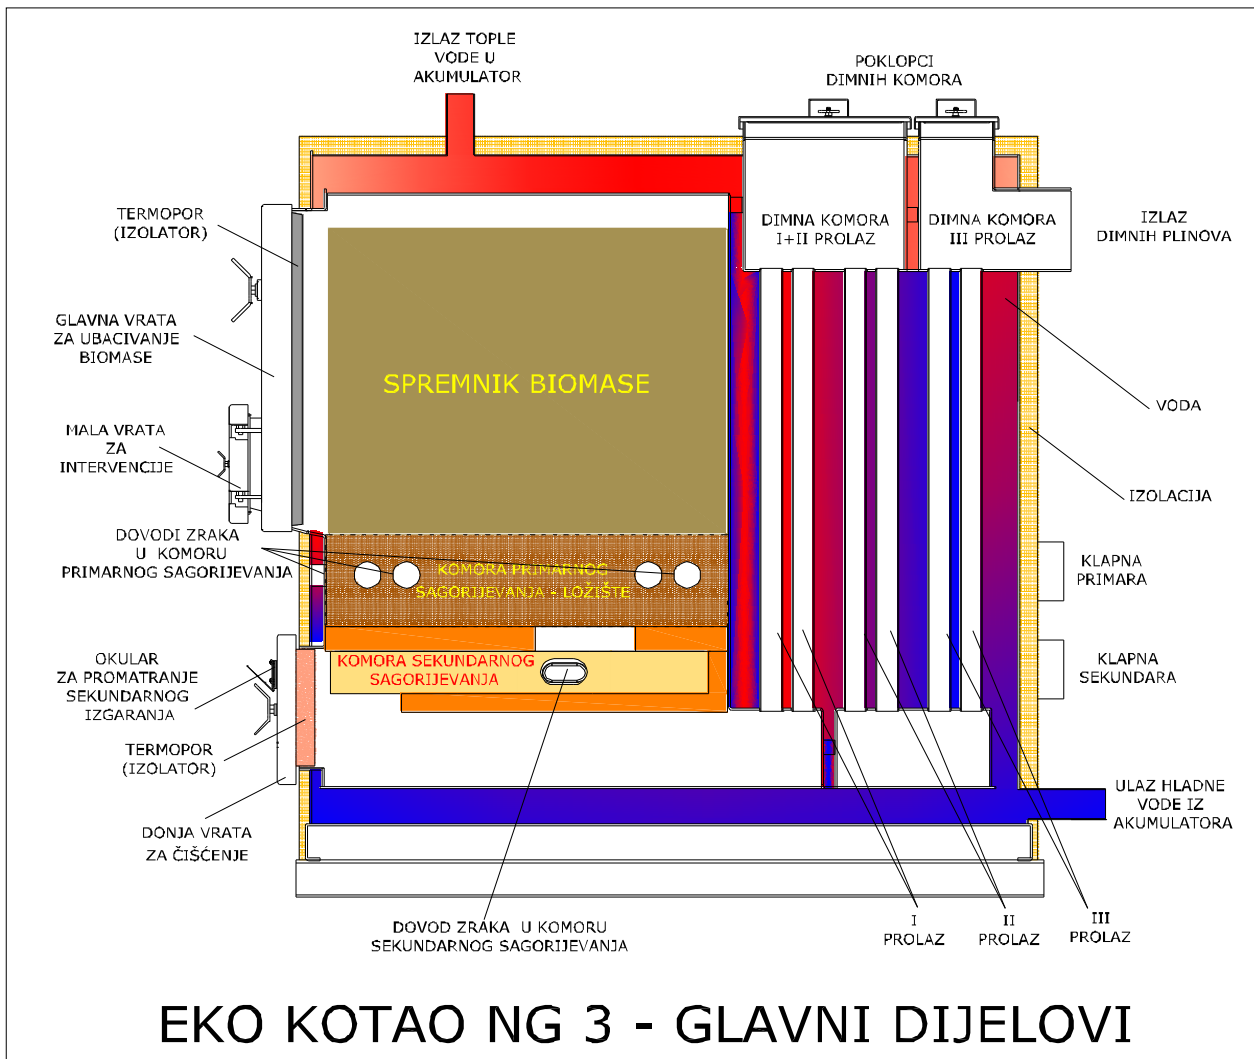 IZLAZ TOPLE
VODE U
AKUMULATOR
POKLOPCI
DIMNIH KOMORA
TERMOPOR
(IZOLATOR)
DIMNA KOMORA
I+II PROLAZ
DIMNA KOMORA
III PROLAZ
IZLAZ
DIMNIH PLINOVA
GLAVNA VRATA
ZA UBACIVANJE
BIOMASE
SPREMNIK BIOMASE
VODA
MALA VRATA
ZA
INTERVENCIJE
IZOLACIJA
DOVODI ZRAKA
U KOMORU
PRIMARNOG SAGORIJEVANJA
KOMORA PRIMARNOG
SAGORIJEVANJA - LOŽIŠTE
KLAPNA
PRIMARA
OKULAR
ZA PROMATRANJE
SEKUNDARNOG
IZGARANJA
KOMORA SEKUNDARNOG
SAGORIJEVANJA
KLAPNA
SEKUNDARA
TERMOPOR
(IZOLATOR)
ULAZ HLADNE
VODE IZ
AKUMULATORA
DONJA VRATA
ZA ČIŠĆENJE
DOVOD ZRAKA U KOMORU
SEKUNDARNOG SAGORIJEVANJA
I
PROLAZ
II
PROLAZ
III
PROLAZ
EKO KOTAO NG 3 - GLAVNI DIJELOVI